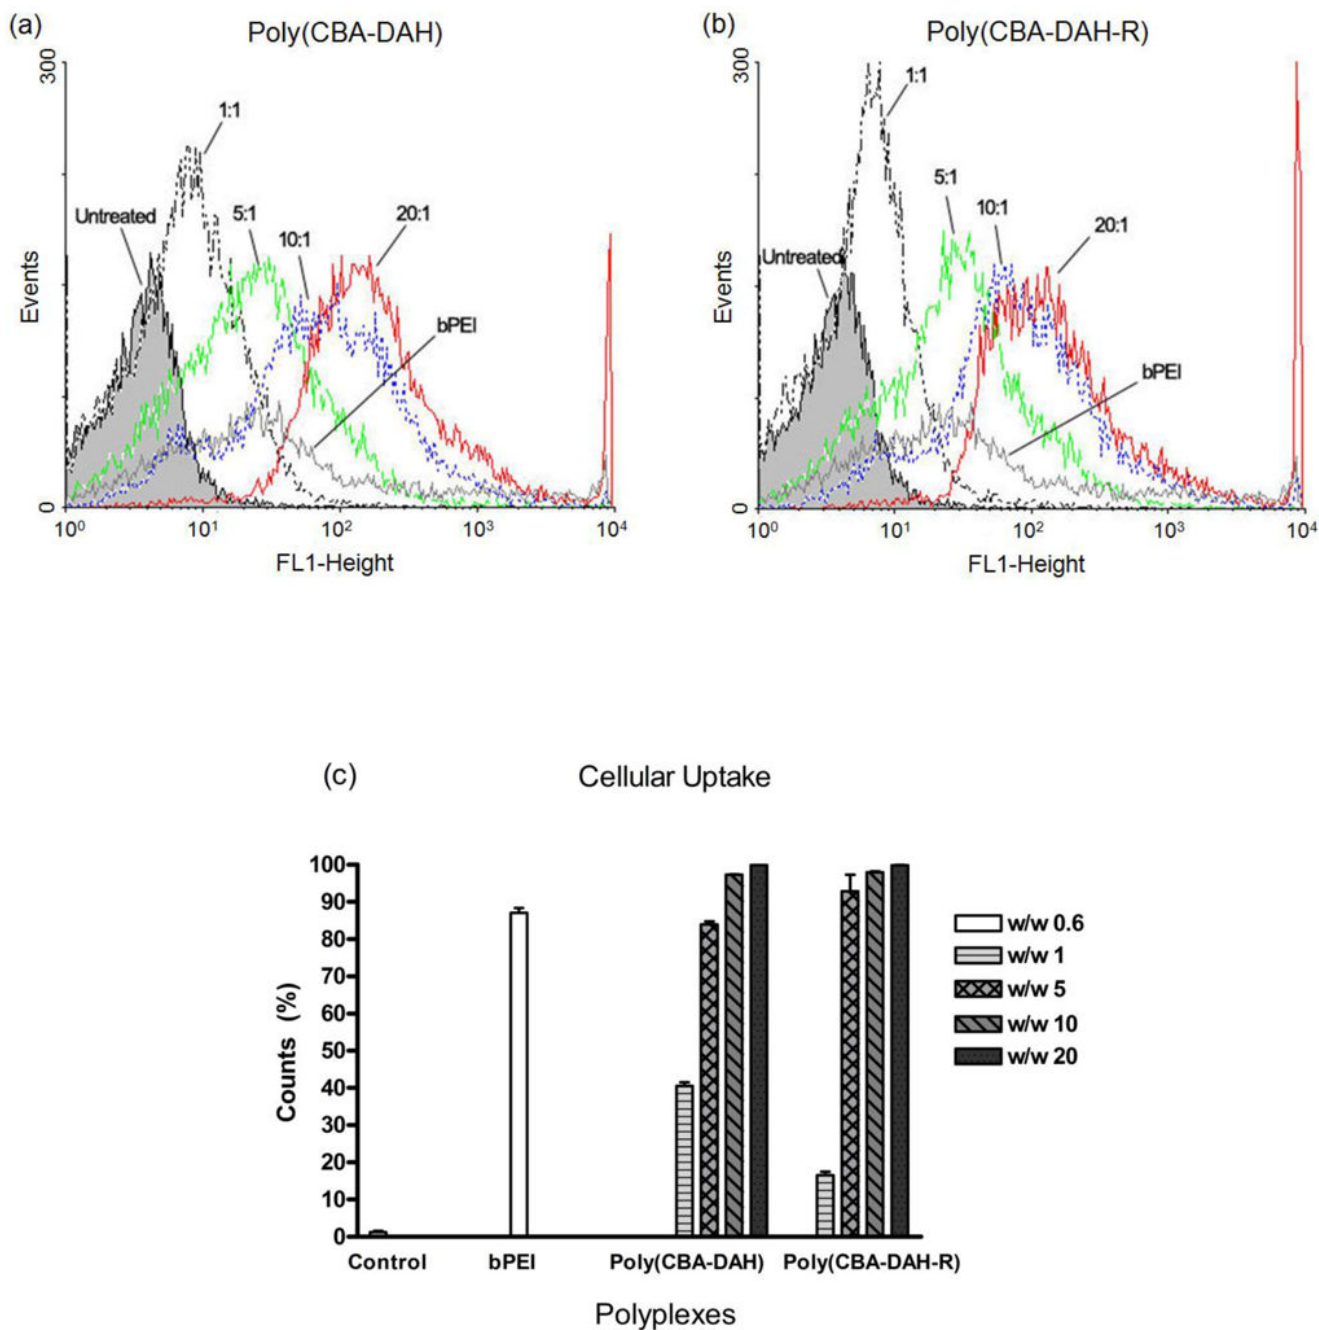 (a)
Poly(CBA-DAH)
300
Events
0
Untreated
1:1
5:1
10:1
20:1
bPEI
10⁰
10¹
10²
10³
10⁴
FL1-Height
(b)
Poly(CBA-DAH-R)
300
Events
0
Untreated
1:1
5:1
10:1
20:1
bPEI
10⁰
10¹
10²
10³
10⁴
FL1-Height
(c)
Cellular Uptake
Counts (%)
100
90
80
70
60
50
40
30
20
10
0
Control
bPEI
Poly(CBA-DAH)
Poly(CBA-DAH-R)
Polyplexes
w/w 0.6
w/w 1
w/w 5
w/w 10
w/w 20